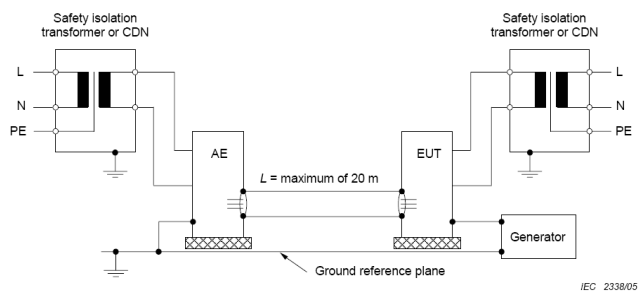 Safety isolation
transformer or CDN
Safety isolation
transformer or CDN
L
N
PE
L
N
PE
AE
EUT
L = maximum of 20 m
Generator
Ground reference plane
IEC 2338/05